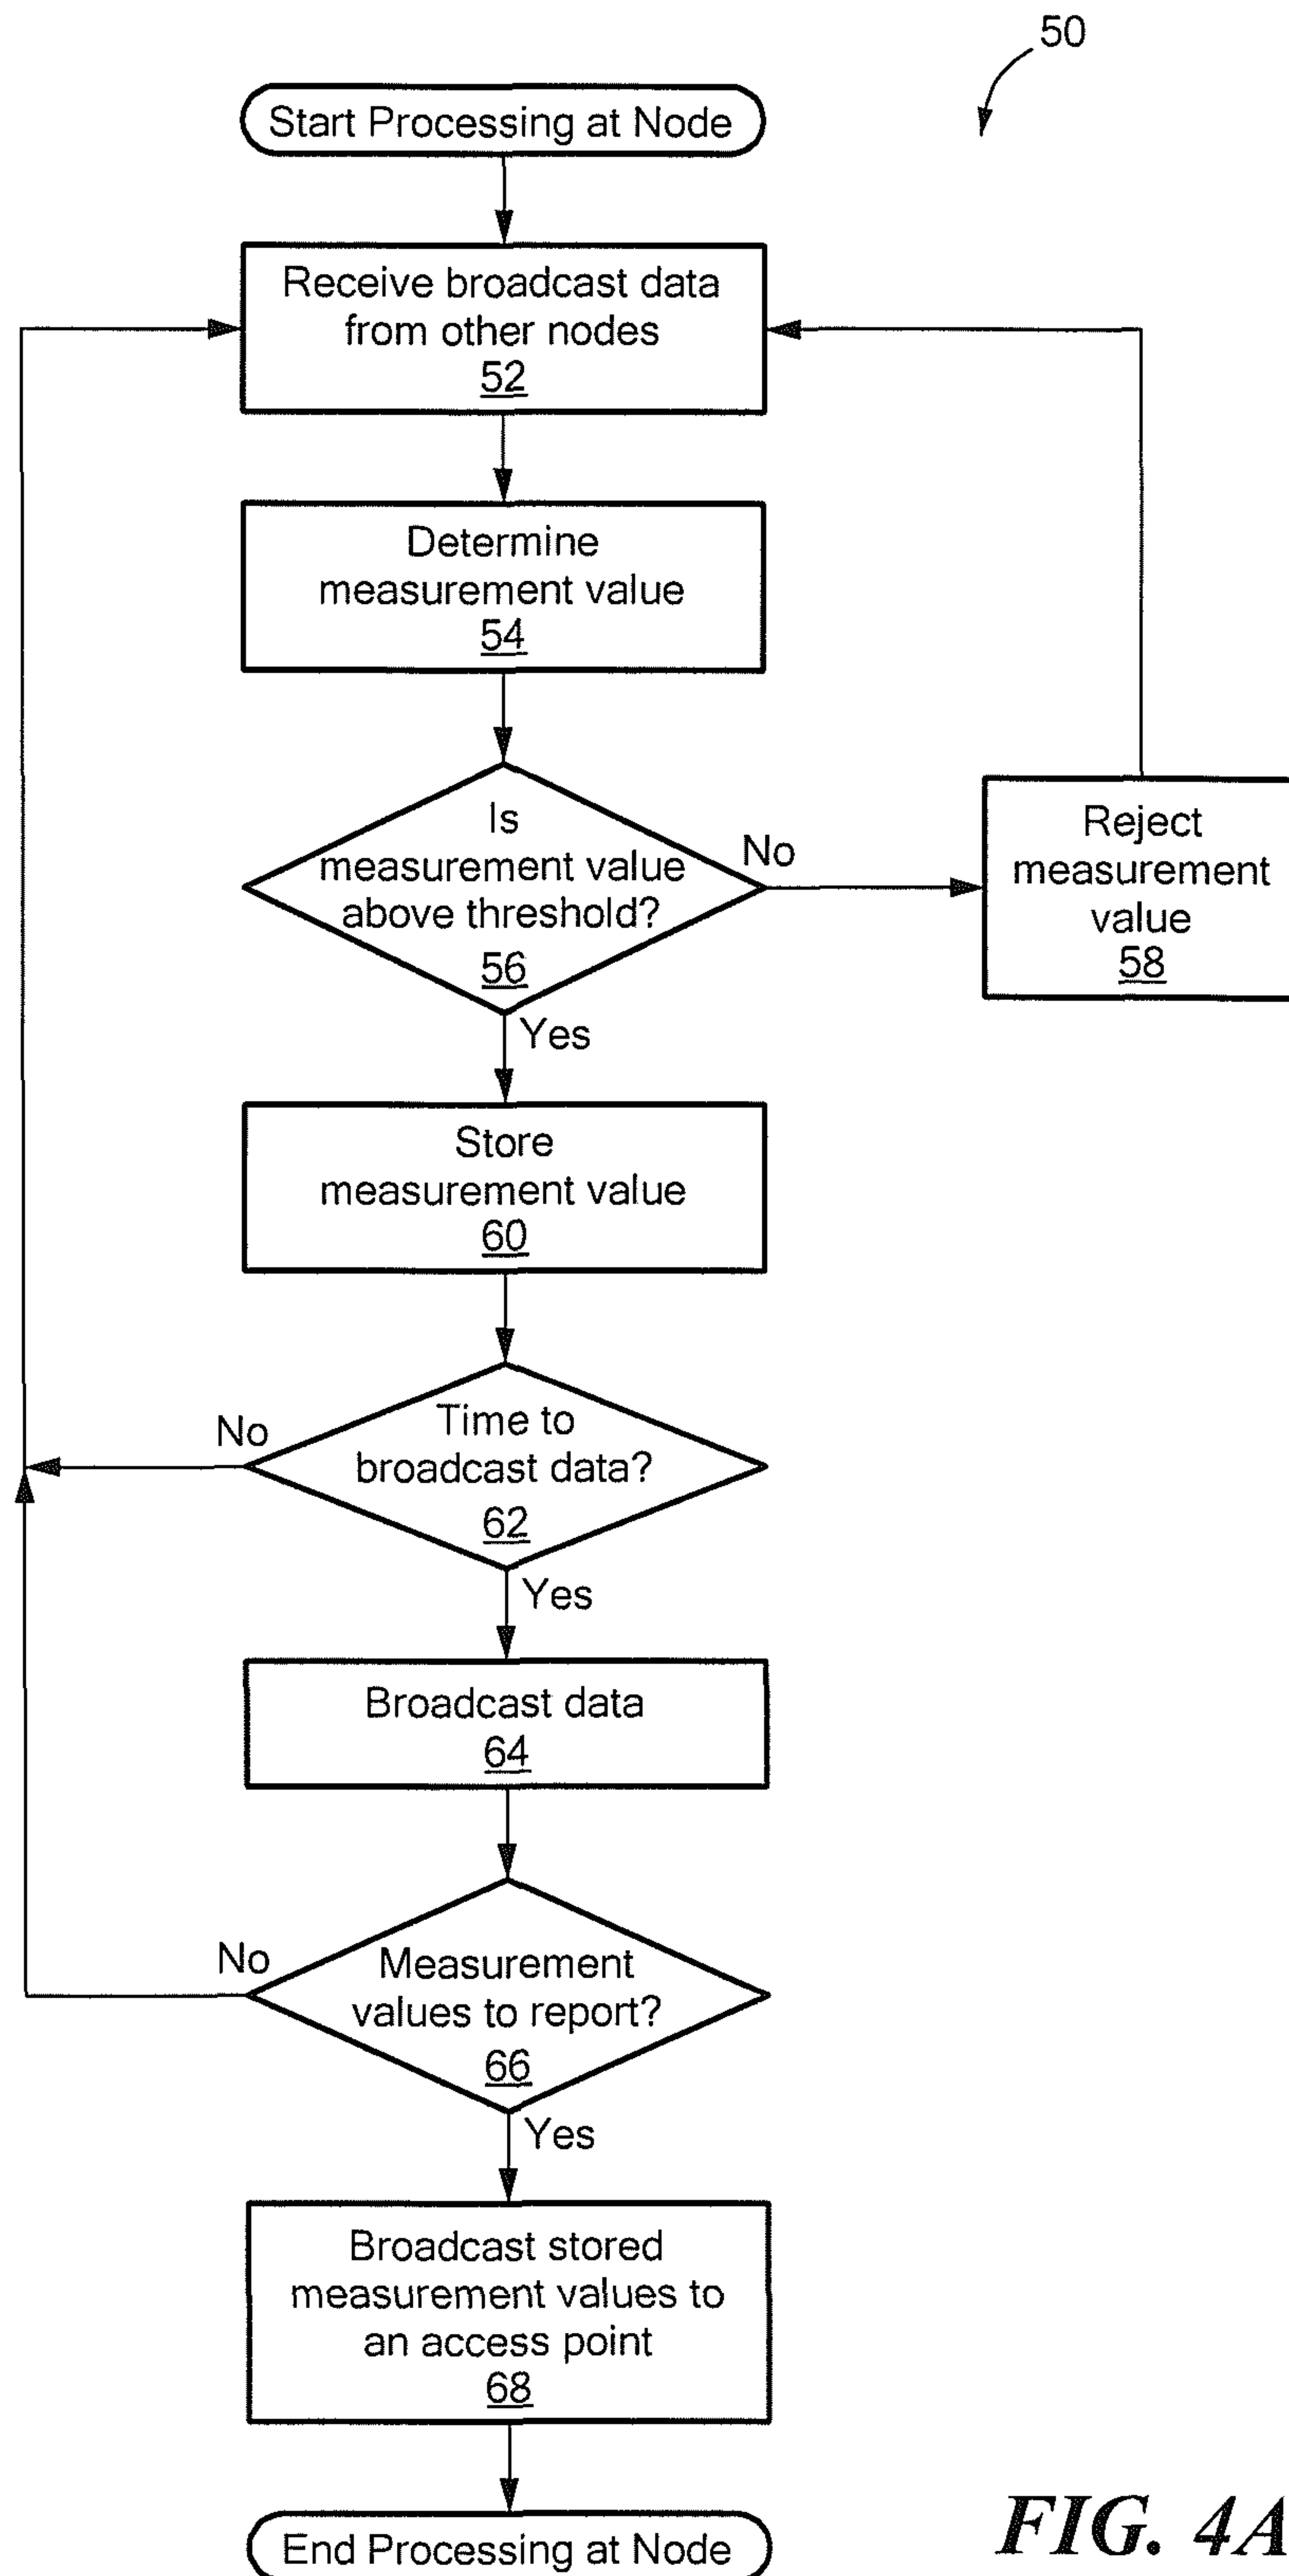 50
Start Processing at Node
Receive broadcast data
from other nodes
52
Determine
measurement value
54
Is
measurement value
above threshold?
56
No
Yes
Reject
measurement
value
58
Store
measurement value
60
Time to
broadcast data?
62
No
Yes
Broadcast data
64
Measurement
values to report?
66
No
Yes
Broadcast stored
measurement values to
an access point
68
End Processing at Node
FIG. 4A